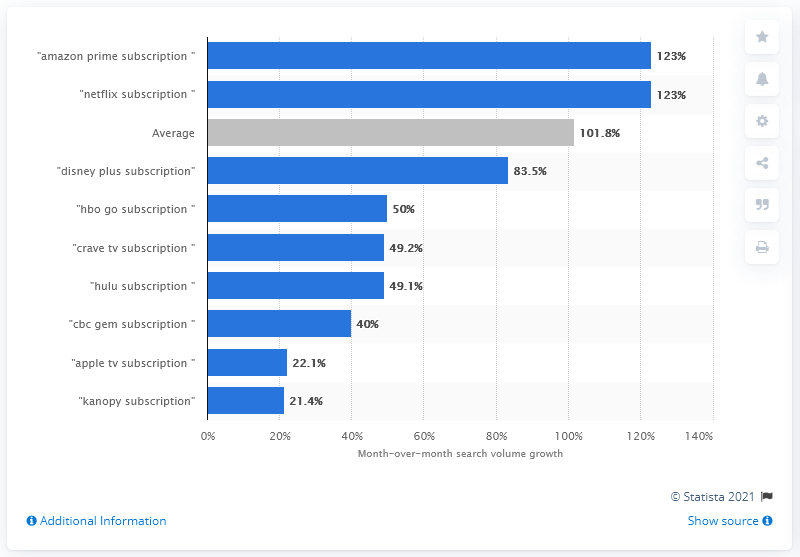 "amazon prime subscription " 123%
"netflix subscription " 123%
Average 101.8%
"disney plus subscription" 83.5%
"hbo go subscription " 50%
"crave tv subscription " 49.2%
"hulu subscription " 49.1%
"cbc gem subscription " 40%
"apple tv subscription " 22.1%
"kanopy subscription" 21.4%
0% 20% 40% 60% 80% 100% 120% 140%
Month-over-month search volume growth
© Statista 2021
Additional Information
Show source